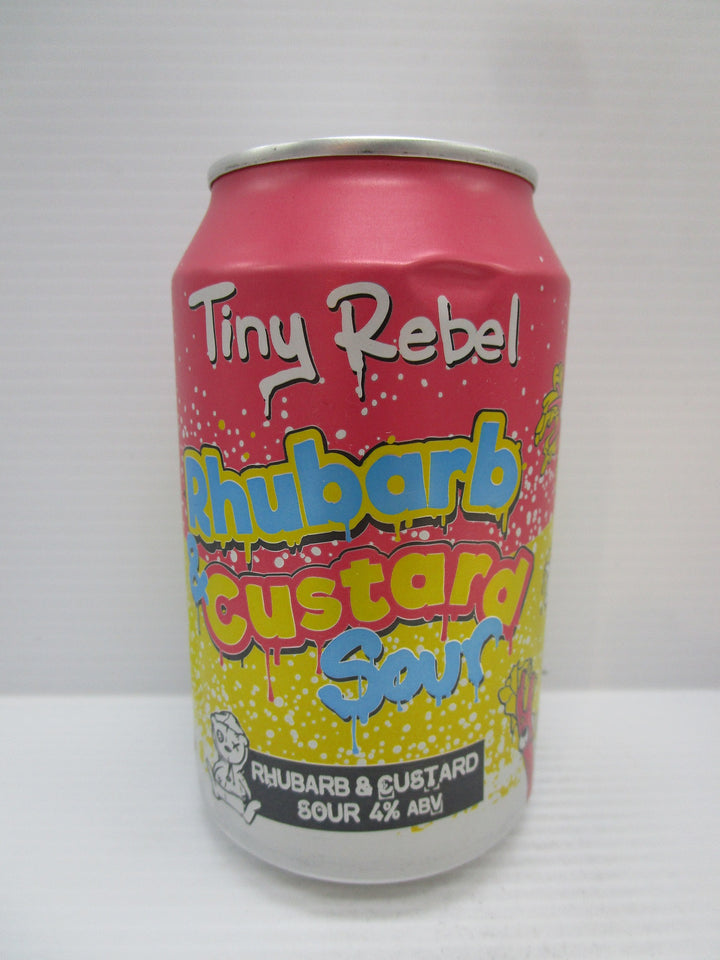 Tiny Rebel
Rhubarb
& Custard
Sour
RHUBARB & CUSTARD
SOUR 4% ABV